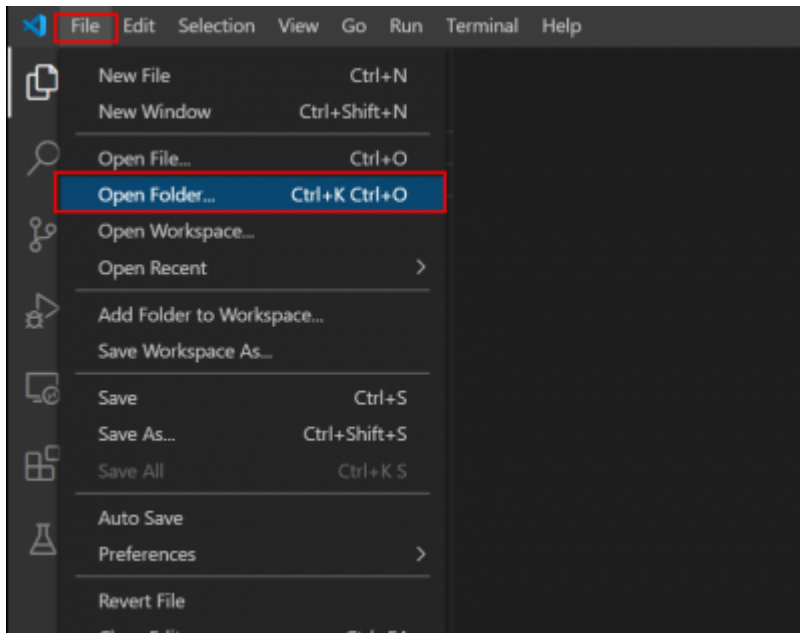 File Edit Selection View Go Run Terminal Help
New File Ctrl+N
New Window Ctrl+Shift+N
Open File... Ctrl+O
Open Folder... Ctrl+K Ctrl+O
Open Workspace...
Open Recent
Add Folder to Workspace...
Save Workspace As...
Save Ctrl+S
Save As... Ctrl+Shift+S
Save All Ctrl+K S
Auto Save
Preferences
Revert File